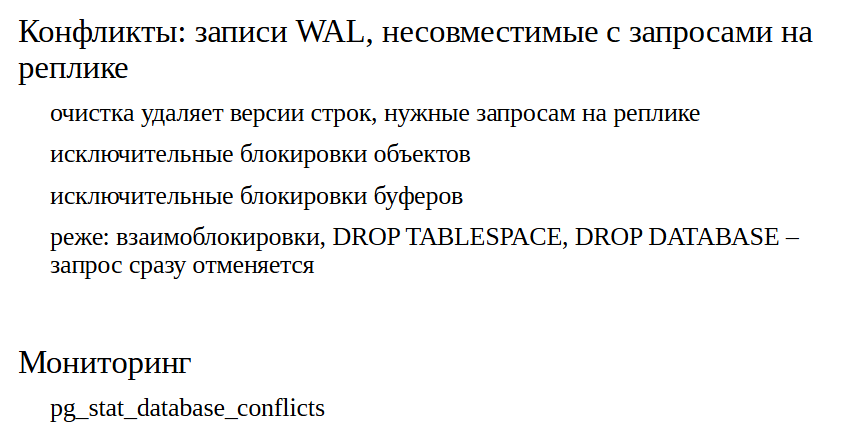 Конфликты: записи WAL, несовместимые с запросами на
реплике
очистка удаляет версии строк, нужные запросам на реплике
исключительные блокировки объектов
исключительные блокировки буферов
реже: взаимоблокировки, DROP TABLESPACE, DROP DATABASE –
запрос сразу отменяется
Мониторинг
pg_stat_database_conflicts